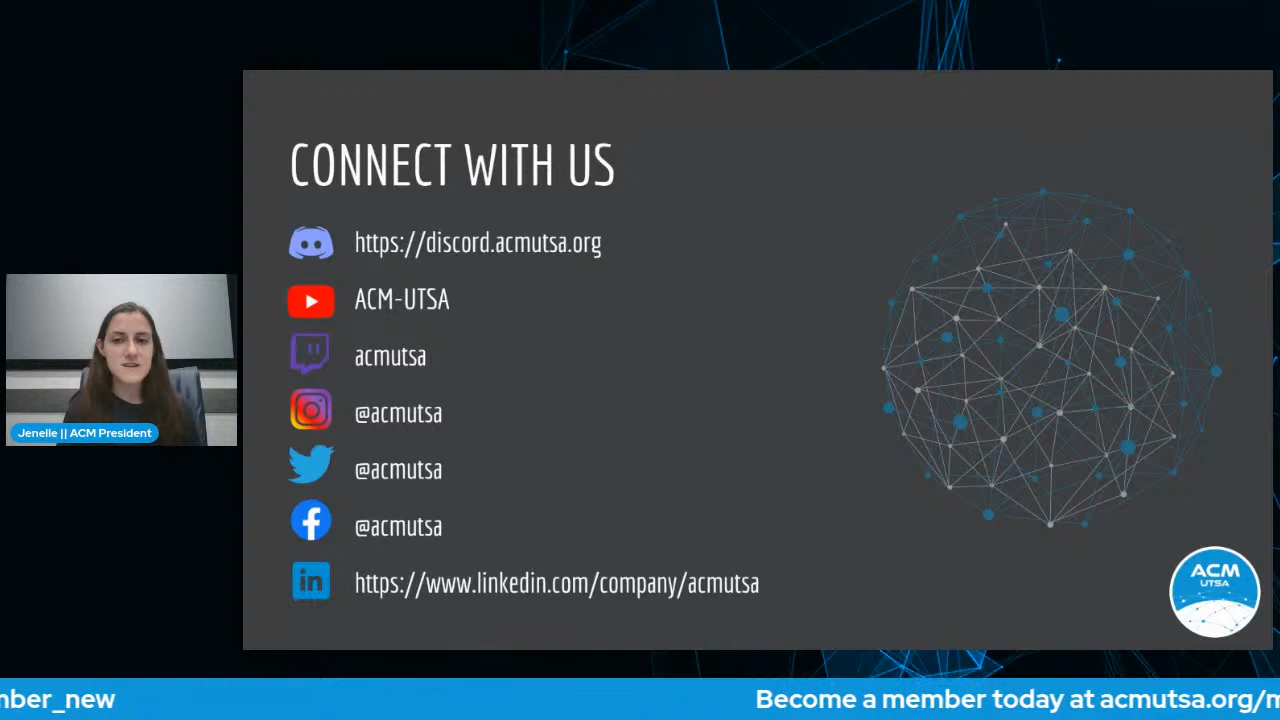 CONNECT WITH US
https://discord.acmutsa.org
ACM-UTSA
acmutsa
@acmutsa
@acmutsa
@acmutsa
https://www.linkedin.com/company/acmutsa
Jenelle || ACM President
ACM
UTSA
mber_new
Become a member today at acmutsa.org/m